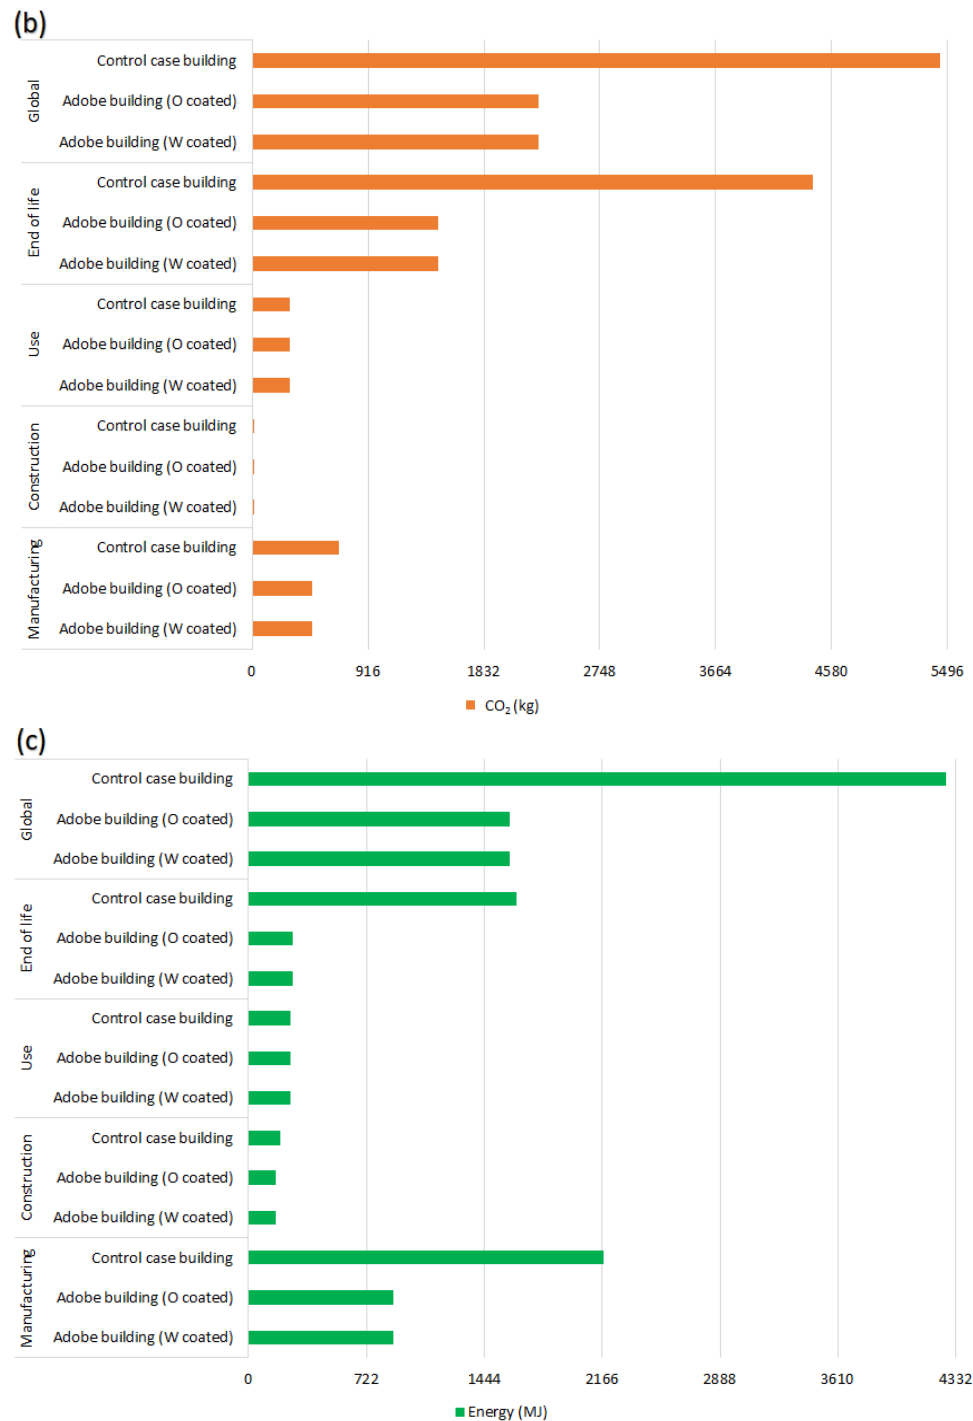 (b)
Global
Control case building
Adobe building (O coated)
Adobe building (W coated)
End of life
Control case building
Adobe building (O coated)
Adobe building (W coated)
Use
Control case building
Adobe building (O coated)
Adobe building (W coated)
Construction
Control case building
Adobe building (O coated)
Adobe building (W coated)
Manufacturing
Control case building
Adobe building (O coated)
Adobe building (W coated)
0 916 1832 2748 3664 4580 5496
CO₂ (kg)
(c)
Global
Control case building
Adobe building (O coated)
Adobe building (W coated)
End of life
Control case building
Adobe building (O coated)
Adobe building (W coated)
Use
Control case building
Adobe building (O coated)
Adobe building (W coated)
Construction
Control case building
Adobe building (O coated)
Adobe building (W coated)
Manufacturing
Control case building
Adobe building (O coated)
Adobe building (W coated)
0 722 1444 2166 2888 3610 4332
Energy (MJ)